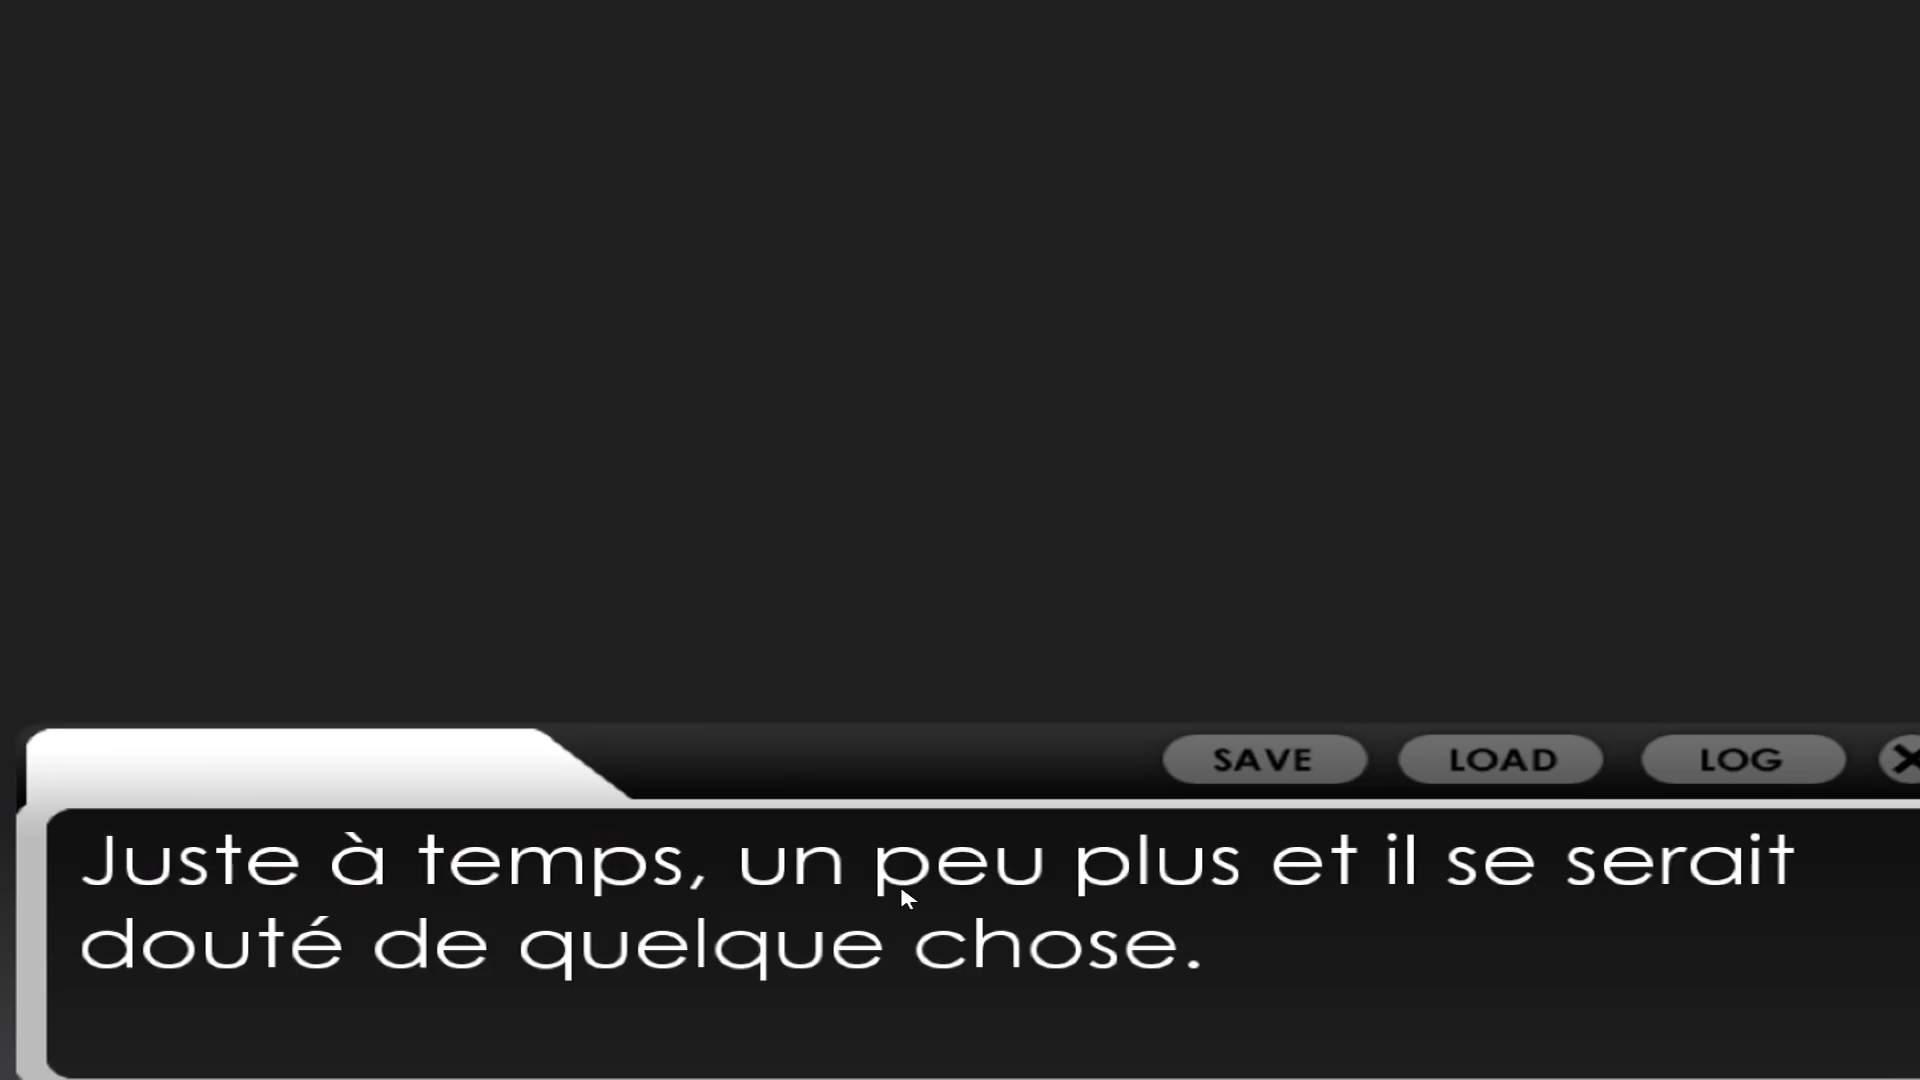 SAVE LOAD LOG
Juste à temps, un peu plus et il se serait
douté de quelque chose.